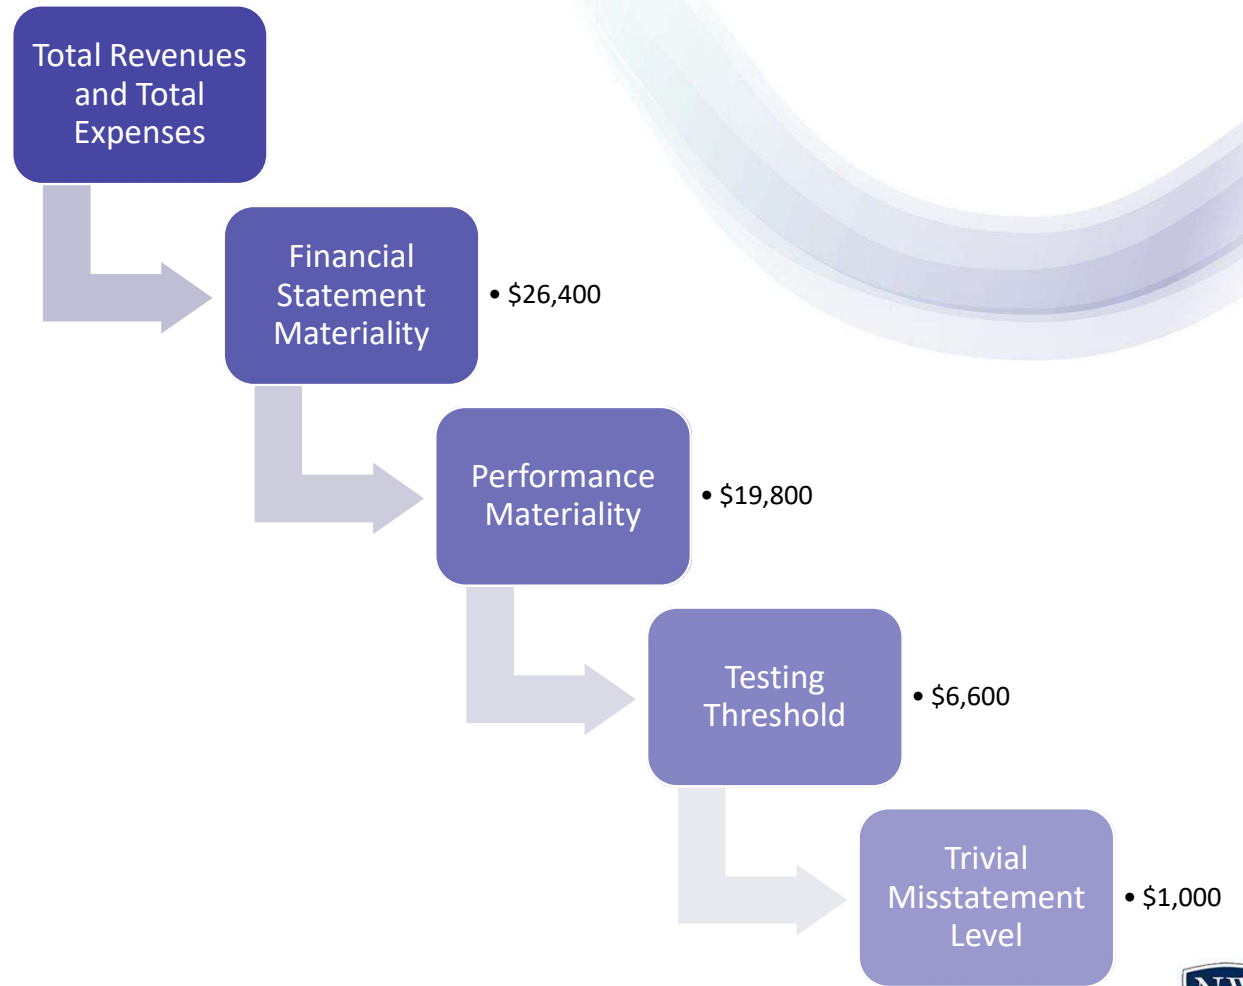 Total Revenues
and Total
Expenses
Financial
Statement
Materiality
• $26,400
Performance
Materiality
• $19,800
Testing
Threshold
• $6,600
Trivial
Misstatement
Level
• $1,000